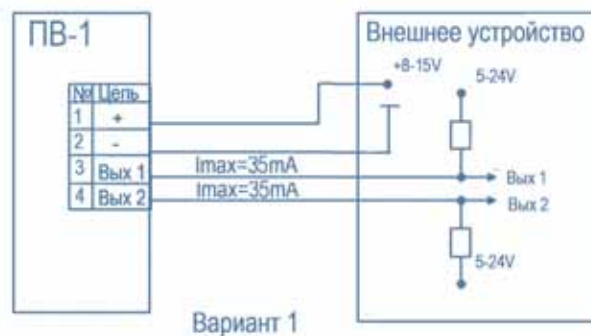 ПВ-1
Внешнее устройство
+8-15V
5-24V
№ Цепь
1 +
2 -
3 Вых 1
4 Вых 2
Imax=35mA
Imax=35mA
Вых 1
Вых 2
5-24V
Вариант 1